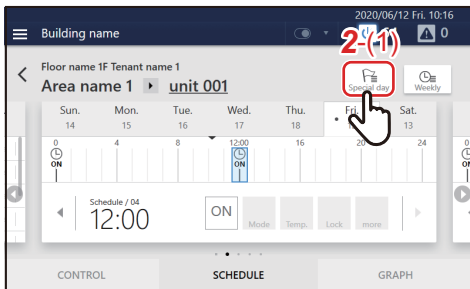 2020/06/12 Fri. 10:16
Building name
0
2-(1)
Floor name 1F Tenant name 1
Area name 1 unit 001
Special day
Weekly
Sun. Mon. Tue. Wed. Thu. Fri. Sat.
14 15 16 17 18 13
0 4 8 12:00 16 20 24 0
ON ON ON
Schedule / 04
12:00
ON Mode Temp. Lock more
CONTROL SCHEDULE GRAPH